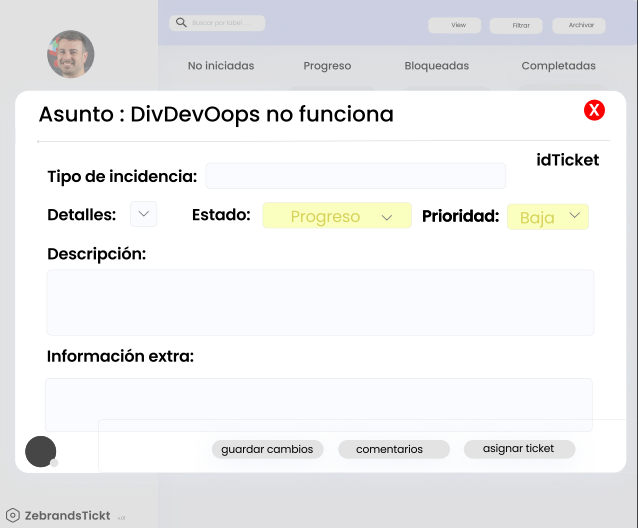 Buscar por label....
View
Filtrar
Archivar
No iniciadas
Progreso
Bloqueadas
Completadas
Asunto : DivDevOops no funciona
X
idTicket
Tipo de incidencia:
Detalles:
Estado:
Progreso
Prioridad:
Baja
Descripción:
Información extra:
guardar cambios
comentarios
asignar ticket
ZebrandsTickt